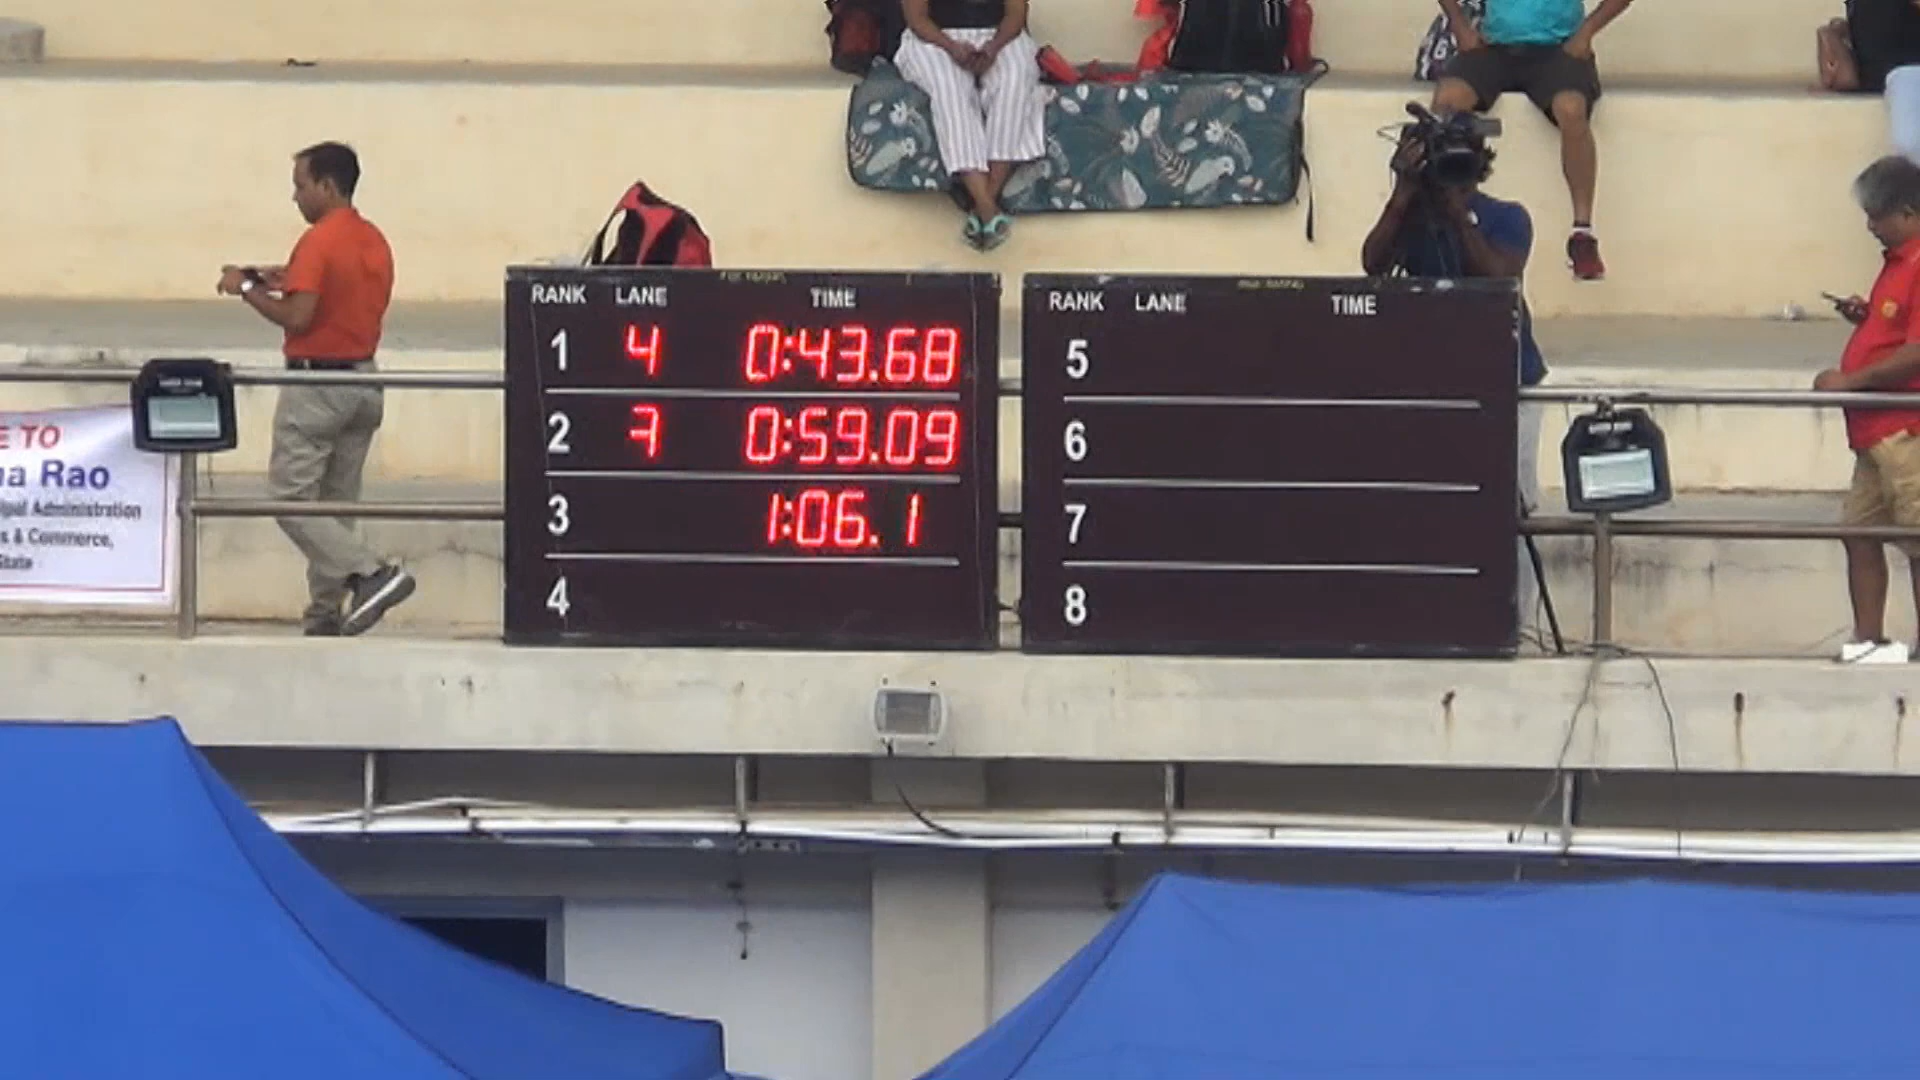 RANK LANE TIME
1 4 0:43.68
2 7 0:59.09
3 1:06.1
4
RANK LANE TIME
5
6
7
8
E TO
na Rao
ipal Administration
s & Commerce,
State